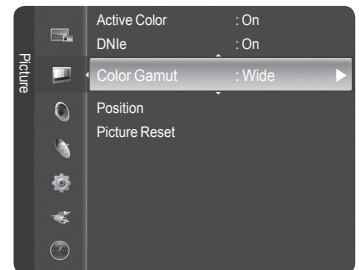 Picture
Active Color : On
DNIe : On
Color Gamut : Wide
Position
Picture Reset